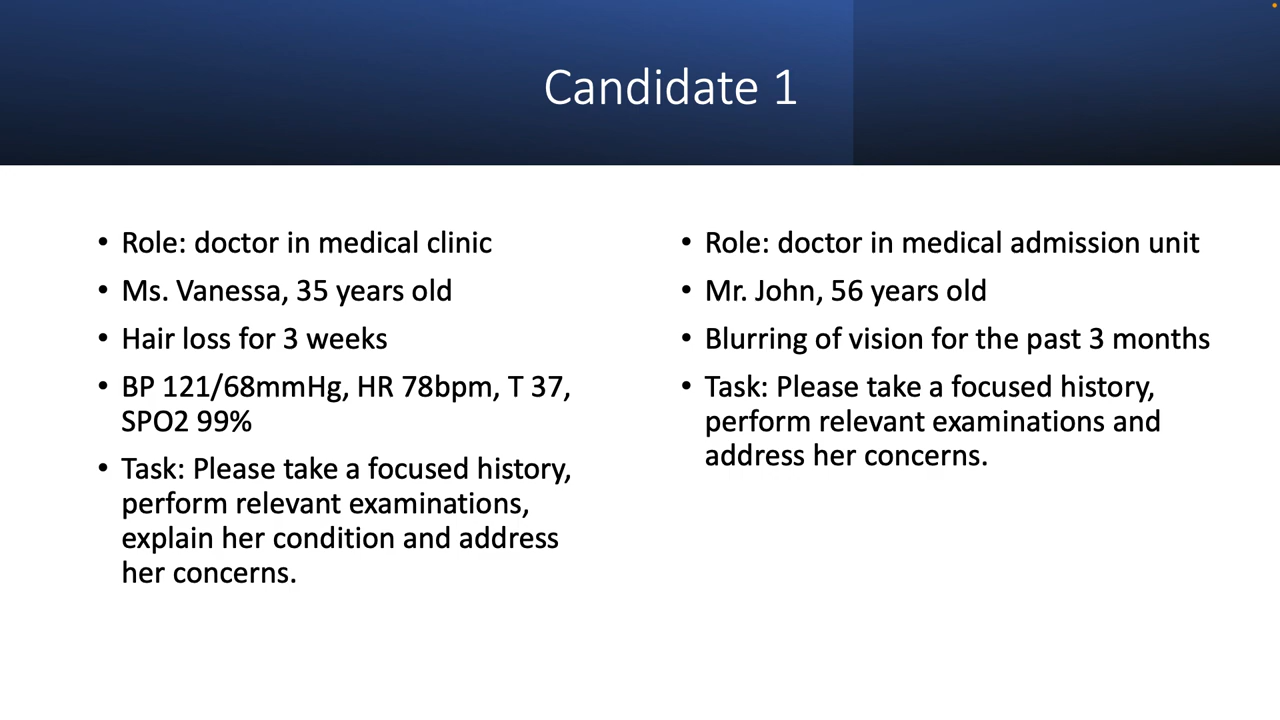 Candidate 1
• Role: doctor in medical clinic
• Ms. Vanessa, 35 years old
• Hair loss for 3 weeks
• BP 121/68mmHg, HR 78bpm, T 37,
SPO2 99%
• Task: Please take a focused history,
perform relevant examinations,
explain her condition and address
her concerns.
• Role: doctor in medical admission unit
• Mr. John, 56 years old
• Blurring of vision for the past 3 months
• Task: Please take a focused history,
perform relevant examinations and
address her concerns.